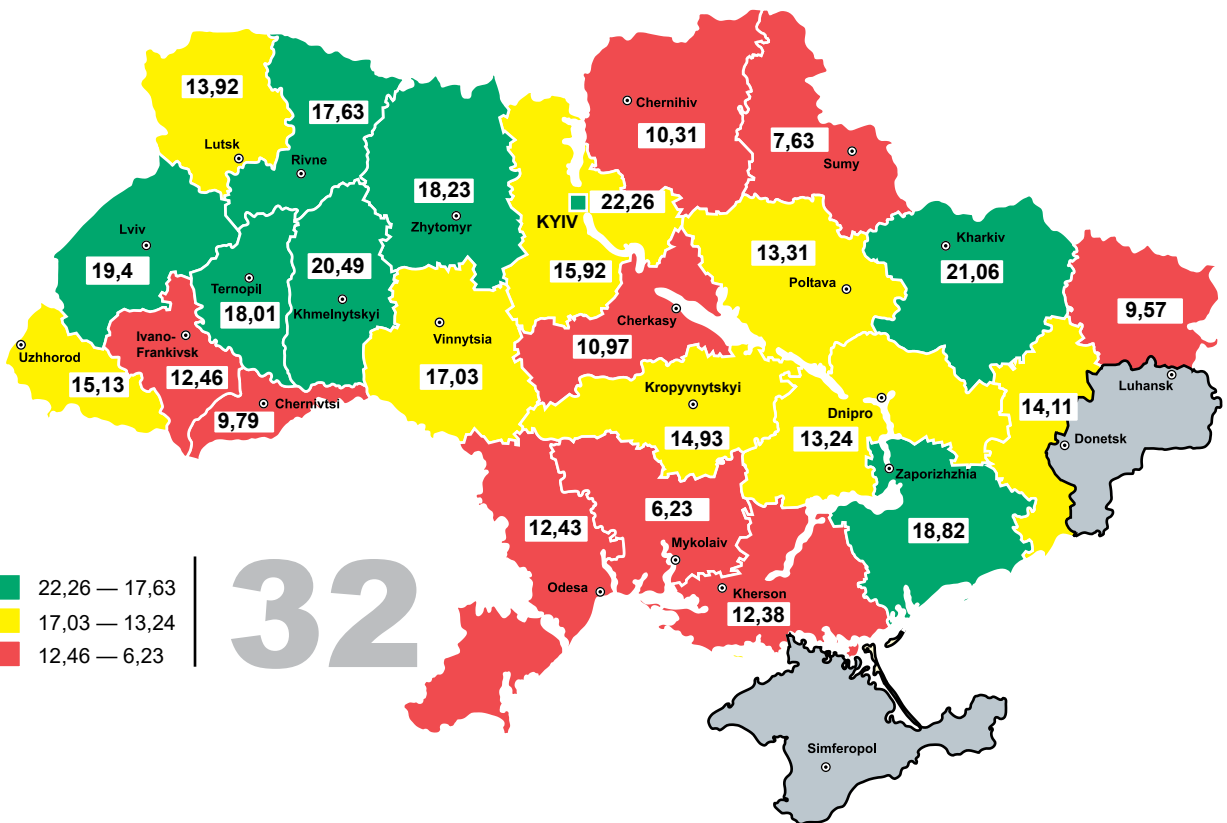 13,92
Lutsk
17,63
Rivne
18,23
Zhytomyr
Chernihiv
10,31
7,63
Sumy
22,26
KYIV
15,92
Lviv
19,4
Ternopil
18,01
20,49
Khmelnytskyi
Vinnytsia
17,03
13,31
Poltava
Kharkiv
21,06
9,57
Luhansk
Uzhhorod
15,13
Ivano-
Frankivsk
12,46
Chernivtsi
9,79
Cherkasy
10,97
Kropyvnytskyi
14,93
Dnipro
13,24
14,11
Donetsk
Zaporizhzhia
18,82
12,43
Odesa
6,23
Mykolaiv
Kherson
12,38
Simferopol
22,26 — 17,63
17,03 — 13,24
12,46 — 6,23
32